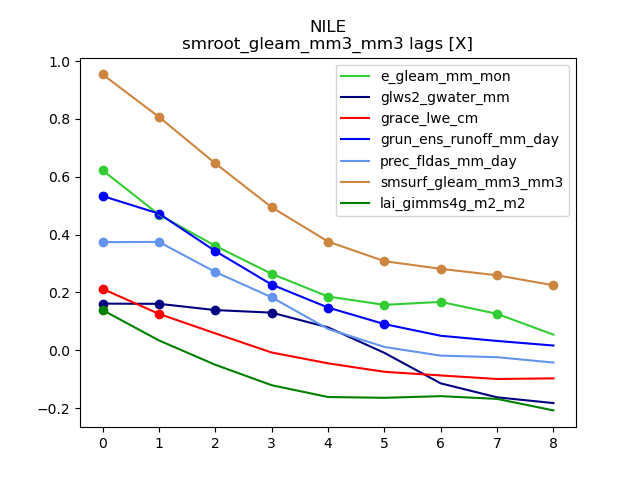 NILE
smroot_gleam_mm3_mm3 lags [X]
1.0
0.8
0.6
0.4
0.2
0.0
−0.2
e_gleam_mm_mon
glws2_gwater_mm
grace_lwe_cm
grun_ens_runoff_mm_day
prec_fldas_mm_day
smsurf_gleam_mm3_mm3
lai_gimms4g_m2_m2
0 1 2 3 4 5 6 7 8